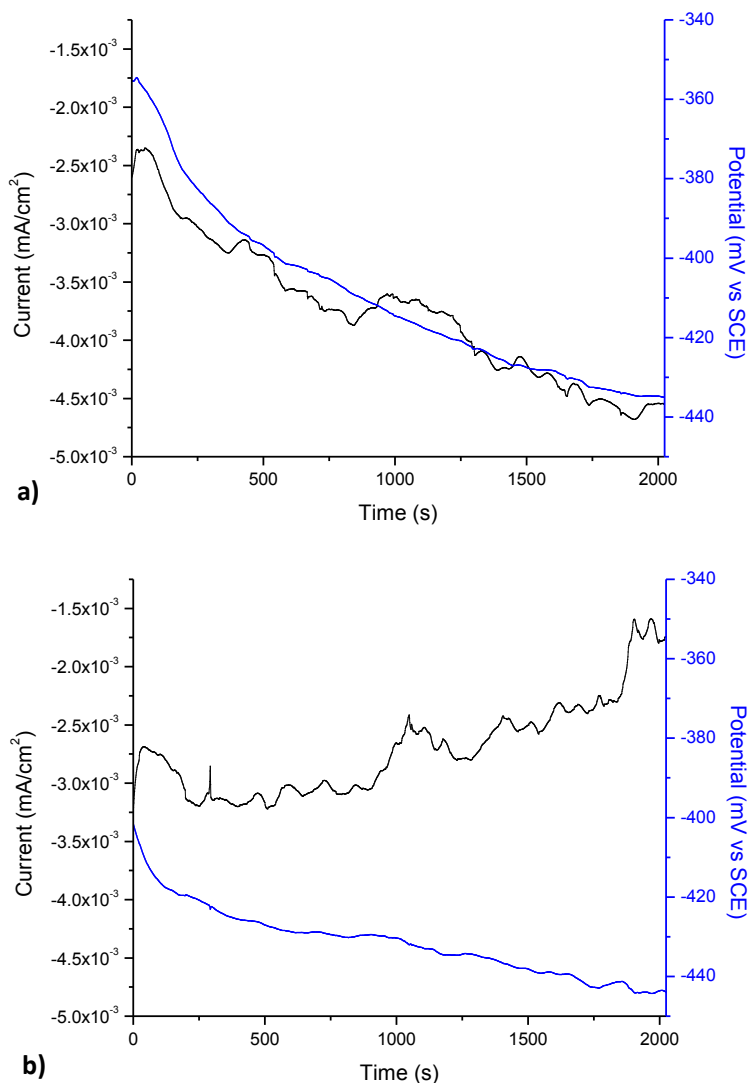 -1.5x10⁻³
-2.0x10⁻³
-2.5x10⁻³
-3.0x10⁻³
-3.5x10⁻³
-4.0x10⁻³
-4.5x10⁻³
-5.0x10⁻³
Current (mA/cm²)
-340
-360
-380
-400
-420
-440
Potential (mV vs SCE)
0 500 1000 1500 2000
Time (s)
a)
-1.5x10⁻³
-2.0x10⁻³
-2.5x10⁻³
-3.0x10⁻³
-3.5x10⁻³
-4.0x10⁻³
-4.5x10⁻³
-5.0x10⁻³
Current (mA/cm²)
-340
-360
-380
-400
-420
-440
Potential (mV vs SCE)
0 500 1000 1500 2000
Time (s)
b)